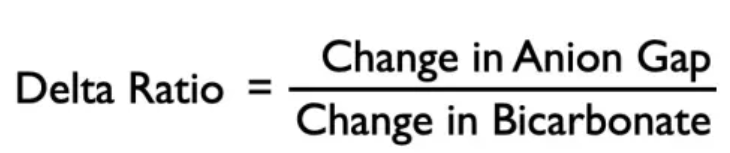 Delta Ratio = Change in Anion Gap
Change in Bicarbonate